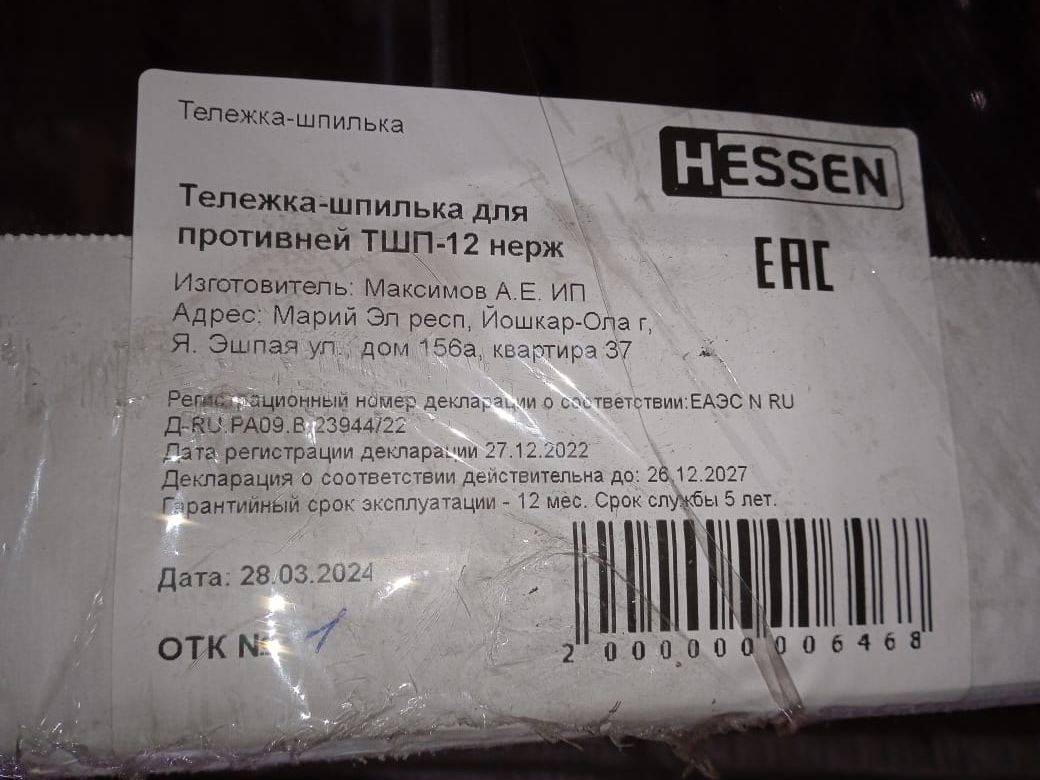 Тележка-шпилька
HESSEN
Тележка-шпилька для
противней ТШП-12 нерж
EAC
Изготовитель: Максимов А.Е. ИП
Адрес: Марий Эл респ, Йошкар-Ола г,
Я. Эшпая ул., дом 156а, квартира 37
Регистрационный номер декларации о соответствии:ЕАЭС N RU
Д-RU.РА09.В.23944/22
Дата регистрации декларации 27.12.2022
Декларация о соответствии действительна до: 26.12.2027
Гарантийный срок эксплуатации - 12 мес. Срок службы 5 лет.
Дата: 28.03.2024
ОТК № 1
2 000000 006468